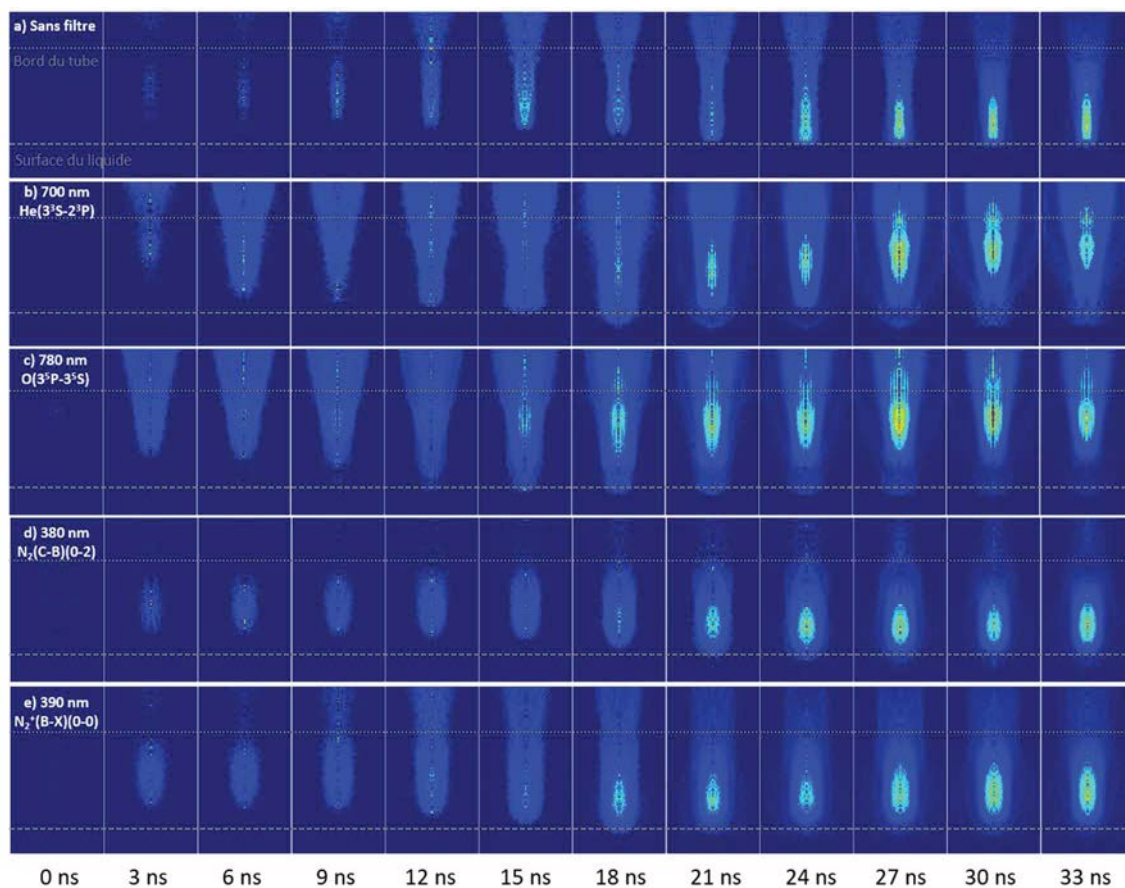 a) Sans filtre
Bord du tube
Surface du liquide
b) 700 nm
He(3³S-2³P)
c) 780 nm
O(3⁵P-3⁵S)
d) 380 nm
N₂(C-B)(0-2)
e) 390 nm
N₂⁺(B-X)(0-0)
0 ns 3 ns 6 ns 9 ns 12 ns 15 ns 18 ns 21 ns 24 ns 27 ns 30 ns 33 ns